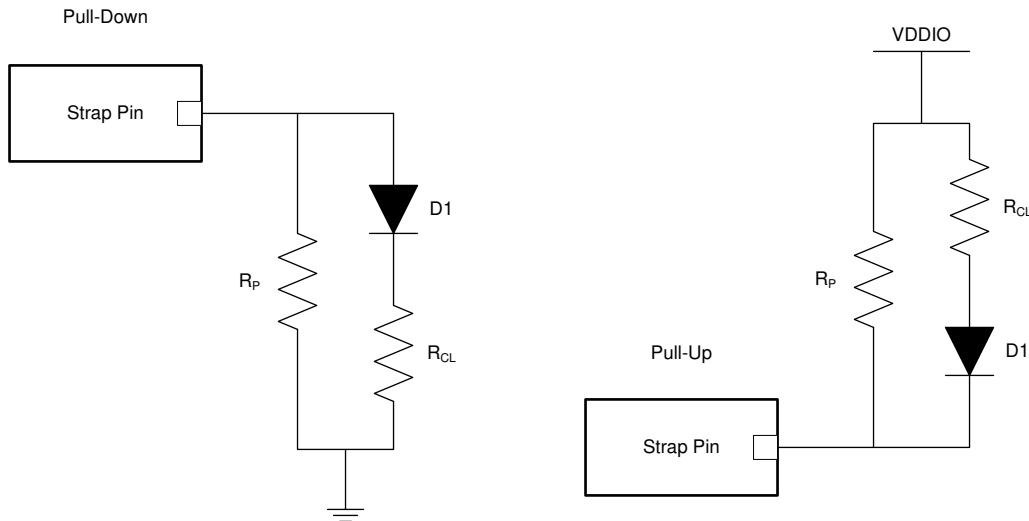 Pull-Down
Strap Pin
D1
RP
RCL
VDDIO
RCL
RP
D1
Pull-Up
Strap Pin